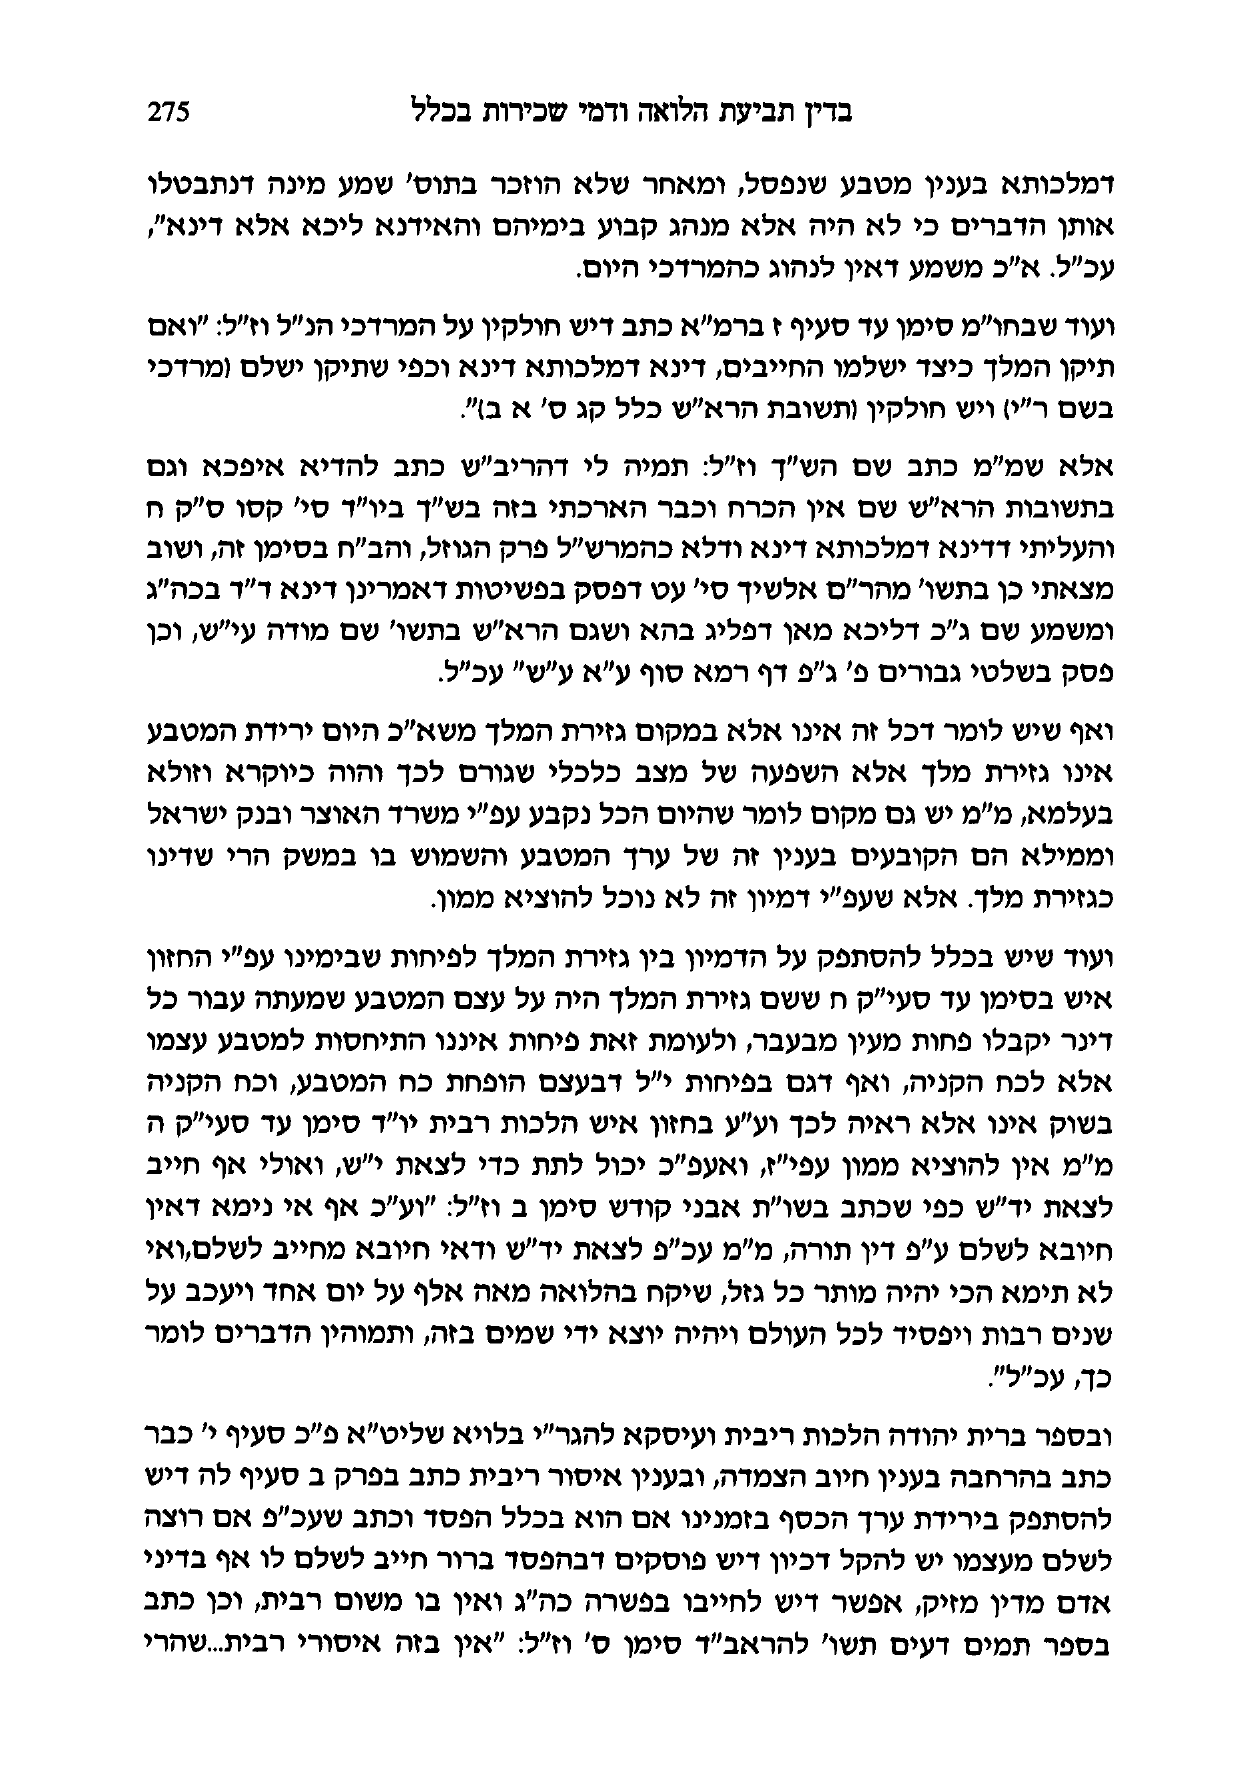 בדין תביעת הלואה ודמי שכירות בכלל 275
דמלכותא בענין מטבע שנפסל, ומאחר שלא הוזכר בתוס' שמע מינה דנתבטלו
אותן הדברים כי לא היה אלא מנהג קבוע בימיהם והאידנא ליכא אלא דינא",
עכ"ל. א"כ משמע דאין לנהוג כהמרדכי היום.
ועוד שבחו"מ סימן עד סעיף ז ברמ"א כתב דיש חולקין על המרדכי הנ"ל וז"ל: "ואם
תיקן המלך כיצד ישלמו החייבים, דינא דמלכותא דינא וכפי שתיקן ישלם (מרדכי
בשם ר"י) ויש חולקין (תשובת הרא"ש כלל קג ס' א ב)".
אלא שמ"מ כתב שם הש"ך וז"ל: תמיה לי דהריב"ש כתב להדיא איפכא וגם
בתשובות הרא"ש שם אין הכרח וכבר הארכתי בזה בש"ך ביו"ד סי' קסו ס"ק ח
והעליתי דדינא דמלכותא דינא ודלא כהמרש"ל פרק הגוזל, והב"ח בסימן זה, ושוב
מצאתי כן בתשו' מהר"ם אלשיך סי' עט דפסק בפשיטות דאמרינן דינא ד"ד בכה"ג
ומשמע שם ג"כ דליכא מאן דפליג בהא ושגם הרא"ש בתשו' שם מודה עי"ש, וכן
פסק בשלטי גבורים פ' ג"פ דף רמא סוף ע"א ע"ש" עכ"ל.
ואף שיש לומר דכל זה אינו אלא במקום גזירת המלך משא"כ היום ירידת המטבע
אינו גזירת מלך אלא השפעה של מצב כלכלי שגורם לכך והוה כיוקרא וזולא
בעלמא, מ"מ יש גם מקום לומר שהיום הכל נקבע עפ"י משרד האוצר ובנק ישראל
וממילא הם הקובעים בענין זה של ערך המטבע והשמוש בו במשק הרי שדינו
כגזירת מלך. אלא שעפ"י דמיון זה לא נוכל להוציא ממון.
ועוד שיש בכלל להסתפק על הדמיון בין גזירת המלך לפיחות שבימינו עפ"י החזון
איש בסימן עד סעי"ק ח ששם גזירת המלך היה על עצם המטבע שמעתה עבור כל
דינר יקבלו פחות מעין מבעבר, ולעומת זאת פיחות איננו התיחסות למטבע עצמו
אלא לכח הקניה, ואף דגם בפיחות י"ל דבעצם הופחת כח המטבע, וכח הקניה
בשוק אינו אלא ראיה לכך וע"ע בחזון איש הלכות רבית יו"ד סימן עד סעי"ק ה
מ"מ אין להוציא ממון עפי"ז, ואעפ"כ יכול לתת כדי לצאת י"ש, ואולי אף חייב
לצאת יד"ש כפי שכתב בשו"ת אבני קודש סימן ב וז"ל: "וע"כ אף אי נימא דאין
חיובא לשלם ע"פ דין תורה, מ"מ עכ"פ לצאת יד"ש ודאי חיובא מחייב לשלם,ואי
לא תימא הכי יהיה מותר כל גזל, שיקח בהלואה מאה אלף על יום אחד ויעכב על
שנים רבות ויפסיד לכל העולם ויהיה יוצא ידי שמים בזה, ותמוהין הדברים לומר
כך, עכ"ל".
ובספר ברית יהודה הלכות ריבית ועיסקא להגר"י בלויא שליט"א פ"כ סעיף י' כבר
כתב בהרחבה בענין חיוב הצמדה, ובענין איסור ריבית כתב בפרק ב סעיף לה דיש
להסתפק בירידת ערך הכסף בזמנינו אם הוא בכלל הפסד וכתב שעכ"פ אם רוצה
לשלם מעצמו יש להקל דכיון דיש פוסקים דבהפסד ברור חייב לשלם לו אף בדיני
אדם מדין מזיק, אפשר דיש לחייבו בפשרה כה"ג ואין בו משום רבית, וכן כתב
בספר תמים דעים תשו' להראב"ד סימן ס' וז"ל: "אין בזה איסורי רבית...שהרי